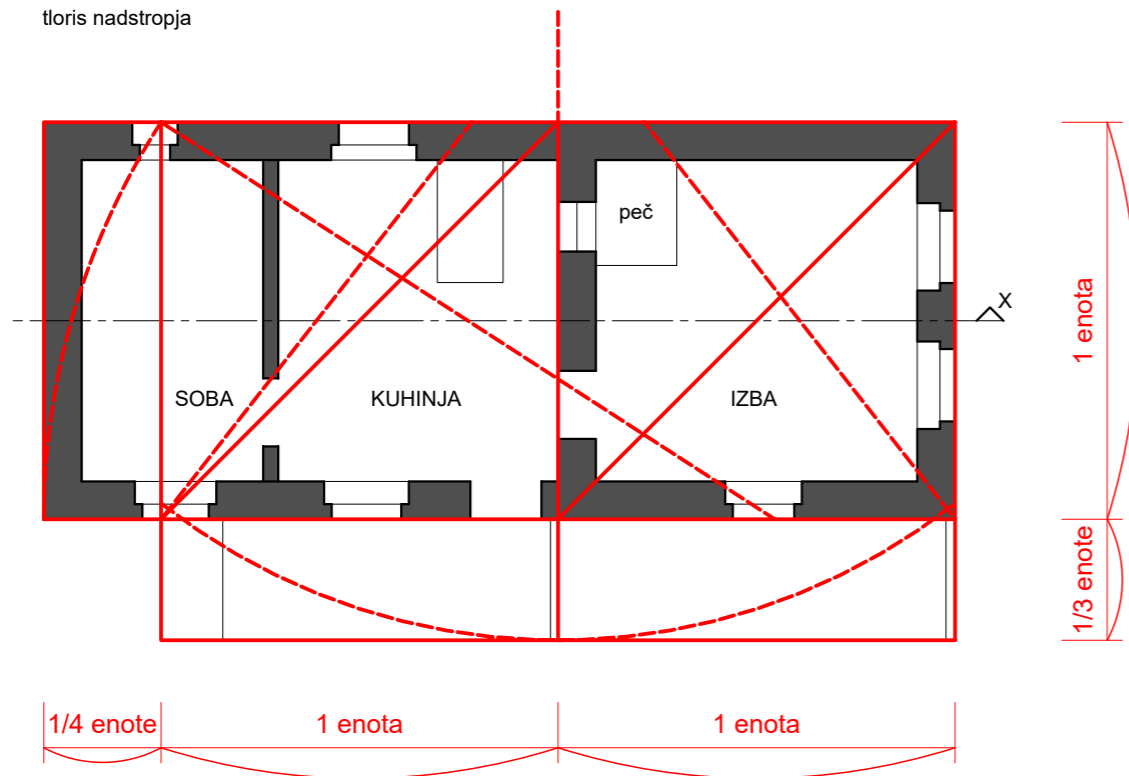 tloris nadstropja
peč
X
SOBA
KUHINJA
IZBA
1 enota
1/3 enote
1/4 enote
1 enota
1 enota